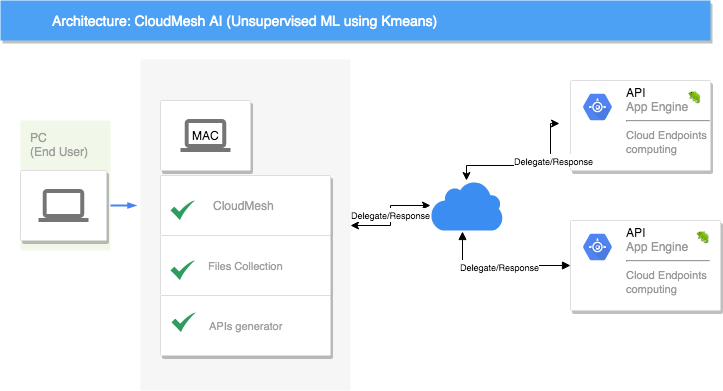 Architecture: CloudMesh AI (Unsupervised ML using Kmeans)
PC
(End User)
MAC
CloudMesh
Files Collection
APIs generator
Delegate/Response
Delegate/Response
Delegate/Response
API
App Engine
Cloud Endpoints
computing
API
App Engine
Cloud Endpoints
computing